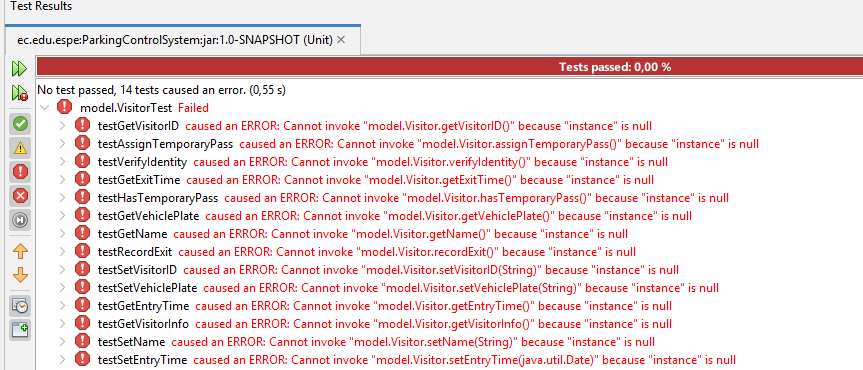 Test Results
ec.edu.espe:ParkingControlSystem:jar:1.0-SNAPSHOT (Unit) ×
Tests passed: 0,00 %
No test passed, 14 tests caused an error. (0,55 s)
model.VisitorTest Failed
testGetVisitorID caused an ERROR: Cannot invoke "model.Visitor.getVisitorID()" because "instance" is null
testAssignTemporaryPass caused an ERROR: Cannot invoke "model.Visitor.assignTemporaryPass()" because "instance" is null
testVerifyIdentity caused an ERROR: Cannot invoke "model.Visitor.verifyIdentity()" because "instance" is null
testGetExitTime caused an ERROR: Cannot invoke "model.Visitor.getExitTime()" because "instance" is null
testHasTemporaryPass caused an ERROR: Cannot invoke "model.Visitor.hasTemporaryPass()" because "instance" is null
testGetVehiclePlate caused an ERROR: Cannot invoke "model.Visitor.getVehiclePlate()" because "instance" is null
testGetName caused an ERROR: Cannot invoke "model.Visitor.getName()" because "instance" is null
testRecordExit caused an ERROR: Cannot invoke "model.Visitor.recordExit()" because "instance" is null
testSetVisitorID caused an ERROR: Cannot invoke "model.Visitor.setVisitorID(String)" because "instance" is null
testSetVehiclePlate caused an ERROR: Cannot invoke "model.Visitor.setVehiclePlate(String)" because "instance" is null
testGetEntryTime caused an ERROR: Cannot invoke "model.Visitor.getEntryTime()" because "instance" is null
testGetVisitorInfo caused an ERROR: Cannot invoke "model.Visitor.getVisitorInfo()" because "instance" is null
testSetName caused an ERROR: Cannot invoke "model.Visitor.setName(String)" because "instance" is null
testSetEntryTime caused an ERROR: Cannot invoke "model.Visitor.setEntryTime(java.util.Date)" because "instance" is null